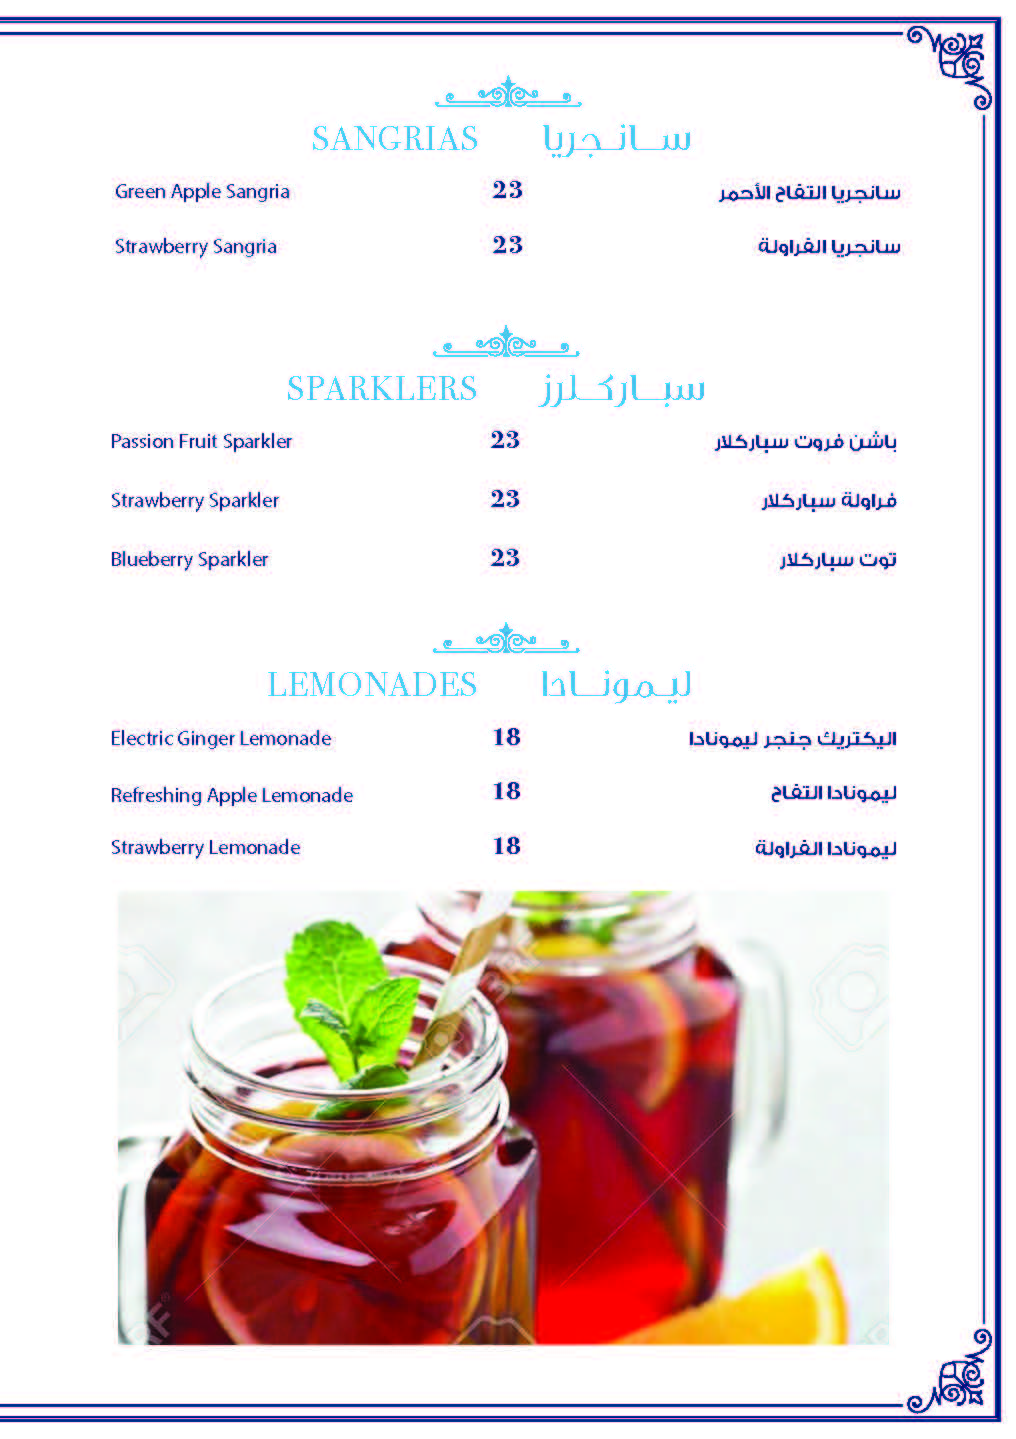 SANGRIAS سانجريا
Green Apple Sangria 23 سانجريا التفاح الأحمر
Strawberry Sangria 23 سانجريا الفراولة
SPARKLERS سباركلرز
Passion Fruit Sparkler 23 باشن فروت سباركلار
Strawberry Sparkler 23 فراولة سباركلار
Blueberry Sparkler 23 توت سباركلار
LEMONADES ليمونادا
Electric Ginger Lemonade 18 اليكتريك جنجر ليمونادا
Refreshing Apple Lemonade 18 ليمونادا التفاح
Strawberry Lemonade 18 ليمونادا الفراولة